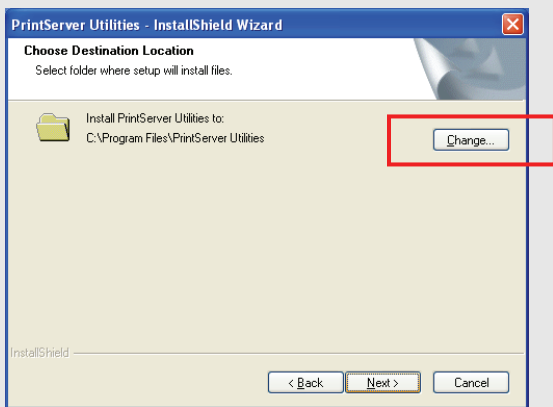 PrintServer Utilities - InstallShield Wizard
Choose Destination Location
Select folder where setup will install files.
Install PrintServer Utilities to:
C:\Program Files\PrintServer Utilities
Change...
InstallShield
< Back
Next >
Cancel